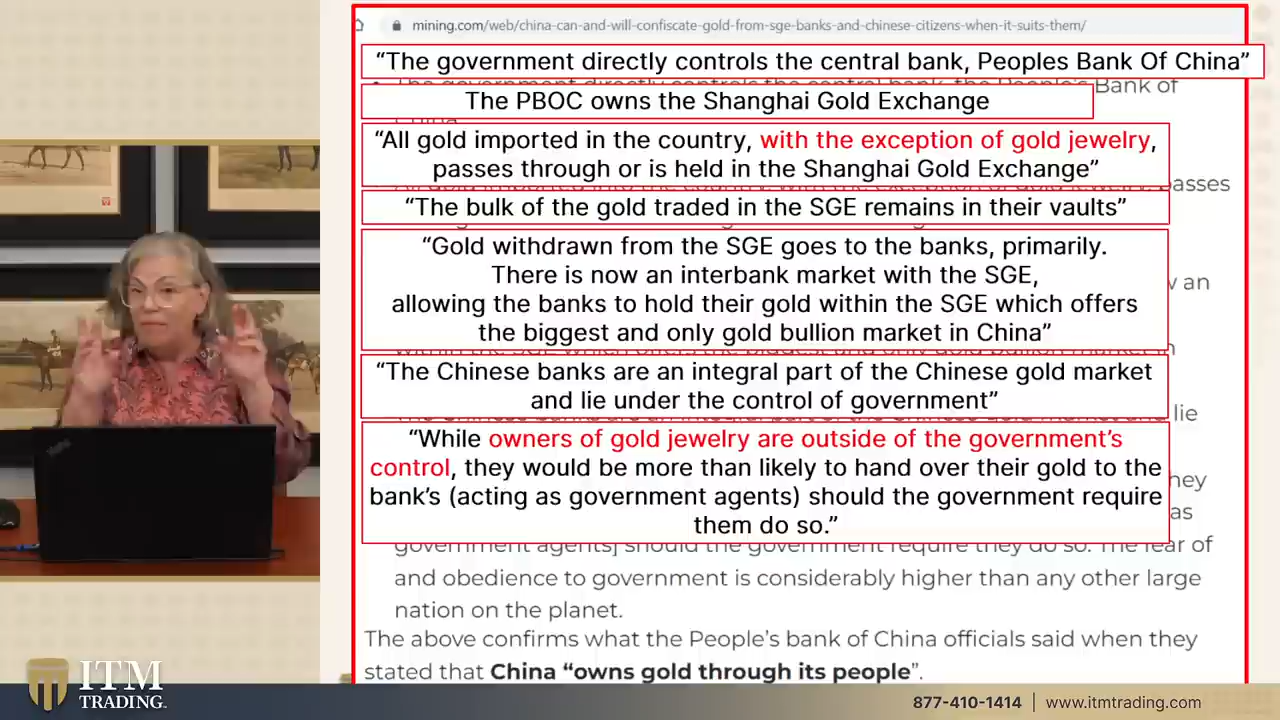 mining.com/web/china-can-and-will-confiscate-gold-from-sge-banks-and-chinese-citizens-when-it-suits-them/
“The government directly controls the central bank, Peoples Bank Of China”
Bank of
The PBOC owns the Shanghai Gold Exchange
“All gold imported in the country, with the exception of gold jewelry,
passes through or is held in the Shanghai Gold Exchange”
passes
“The bulk of the gold traded in the SGE remains in their vaults”
“Gold withdrawn from the SGE goes to the banks, primarily.
There is now an interbank market with the SGE,
an
allowing the banks to hold their gold within the SGE which offers
the biggest and only gold bullion market in China”
“The Chinese banks are an integral part of the Chinese gold market
and lie under the control of government”
lie
“While owners of gold jewelry are outside of the government’s
control, they would be more than likely to hand over their gold to the
bank’s (acting as government agents) should the government require
as
them do so.”
government agents] should the government require they do so. The fear of
and obedience to government is considerably higher than any other large
nation on the planet.
The above confirms what the People’s bank of China officials said when they
stated that China “owns gold through its people”.
ITM
TRADING
877-410-1414 | www.itmtrading.com